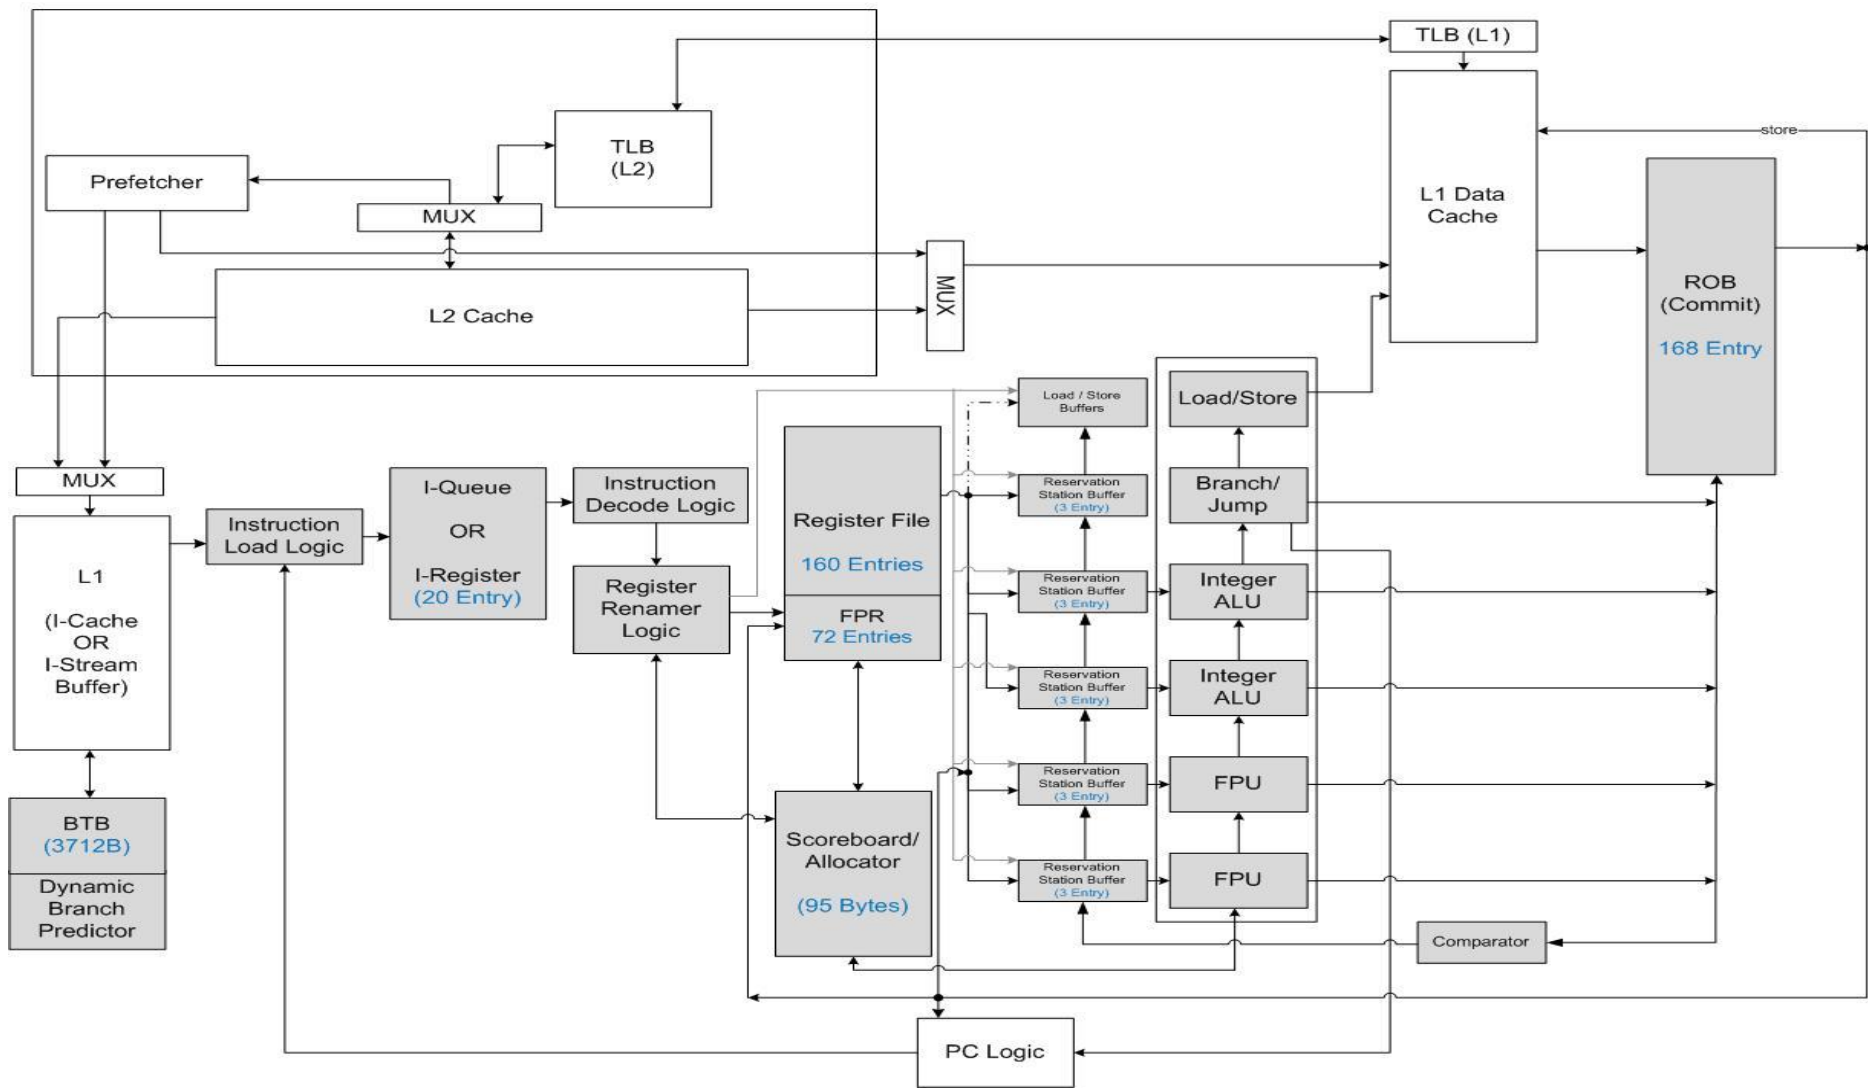 TLB (L1)
TLB
(L2)
store
Prefetcher
MUX
L1 Data
Cache
MUX
L2 Cache
ROB
(Commit)
168 Entry
Load / Store
Buffers
Load/Store
MUX
I-Queue
OR
I-Register
(20 Entry)
Instruction
Decode Logic
Register File
160 Entries
FPR
72 Entries
Reservation
Station Buffer
(3 Entry)
Branch/
Jump
Instruction
Load Logic
L1
(I-Cache
OR
I-Stream
Buffer)
Register
Renamer
Logic
Reservation
Station Buffer
(3 Entry)
Integer
ALU
Reservation
Station Buffer
(3 Entry)
Integer
ALU
Reservation
Station Buffer
(3 Entry)
FPU
BTB
(3712B)
Dynamic
Branch
Predictor
Scoreboard/
Allocator
(95 Bytes)
Reservation
Station Buffer
(3 Entry)
FPU
Comparator
PC Logic